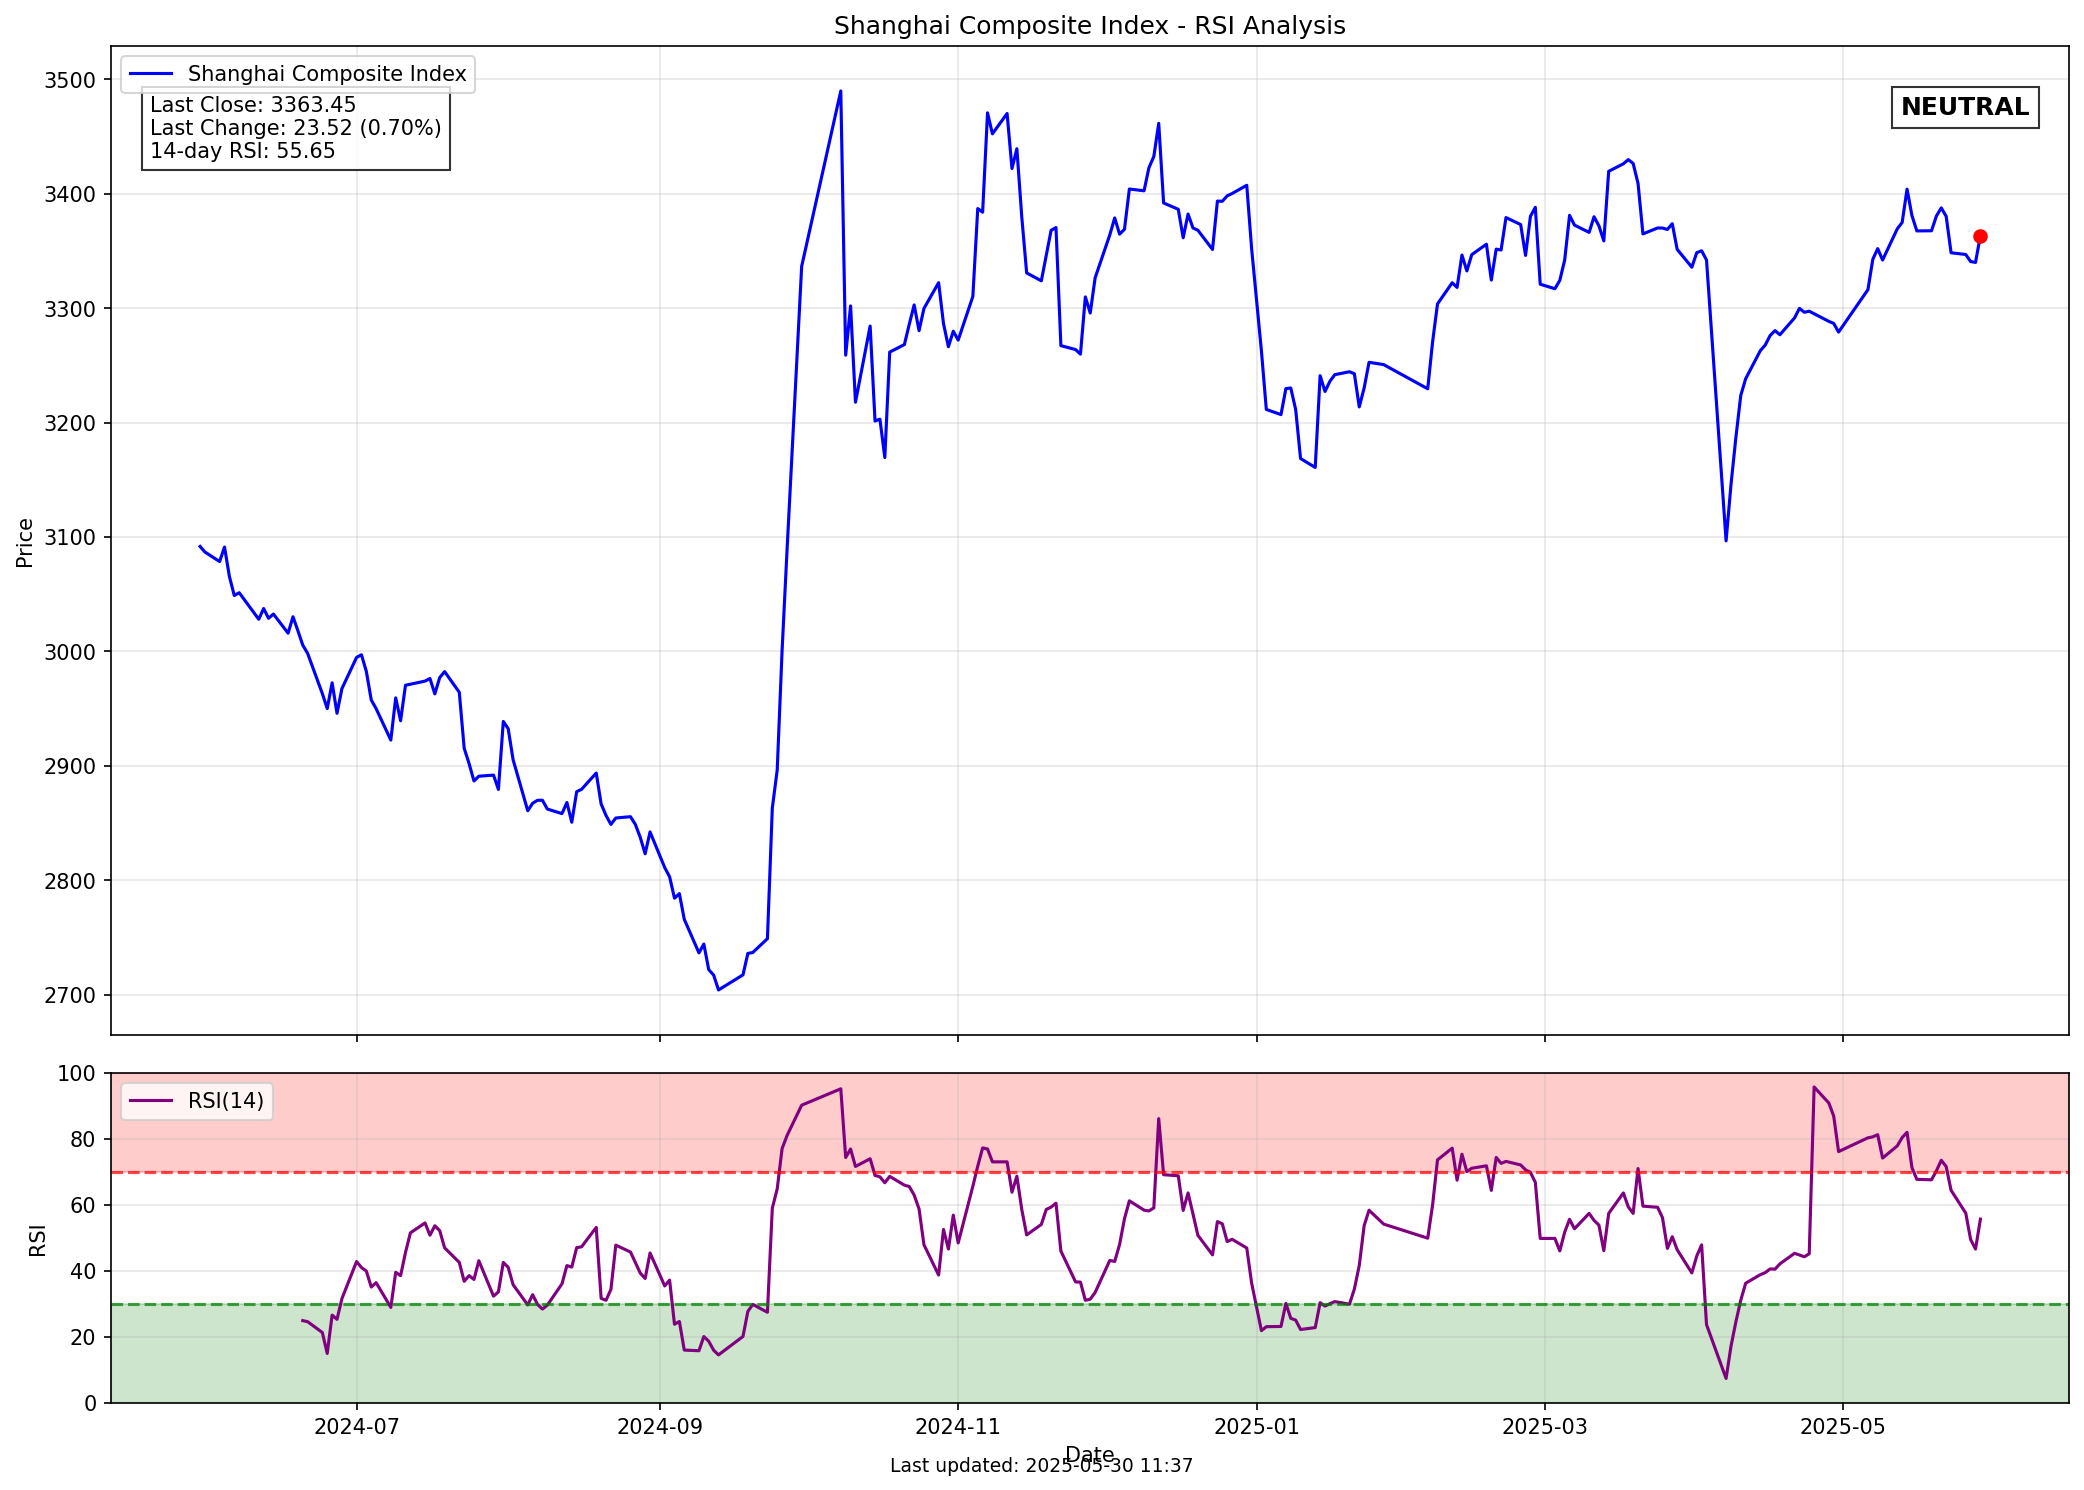 Shanghai Composite Index - RSI Analysis
Shanghai Composite Index
Last Close: 3363.45
Last Change: 23.52 (0.70%)
14-day RSI: 55.65
NEUTRAL
3500
3400
3300
3200
3100
3000
2900
2800
2700
Price
RSI(14)
100
80
60
40
20
0
RSI
2024-07
2024-09
2024-11
2025-01
2025-03
2025-05
Date
Last updated: 2025-05-30 11:37